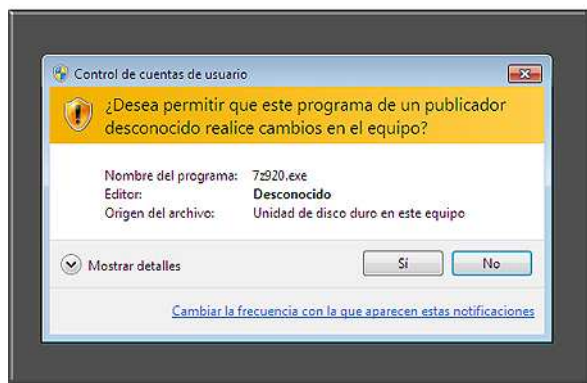 Control de cuentas de usuario
¿Desea permitir que este programa de un publicador
desconocido realice cambios en el equipo?
Nombre del programa: 7z920.exe
Editor: Desconocido
Origen del archivo: Unidad de disco duro en este equipo
Mostrar detalles Sí No
Cambiar la frecuencia con la que aparecen estas notificaciones